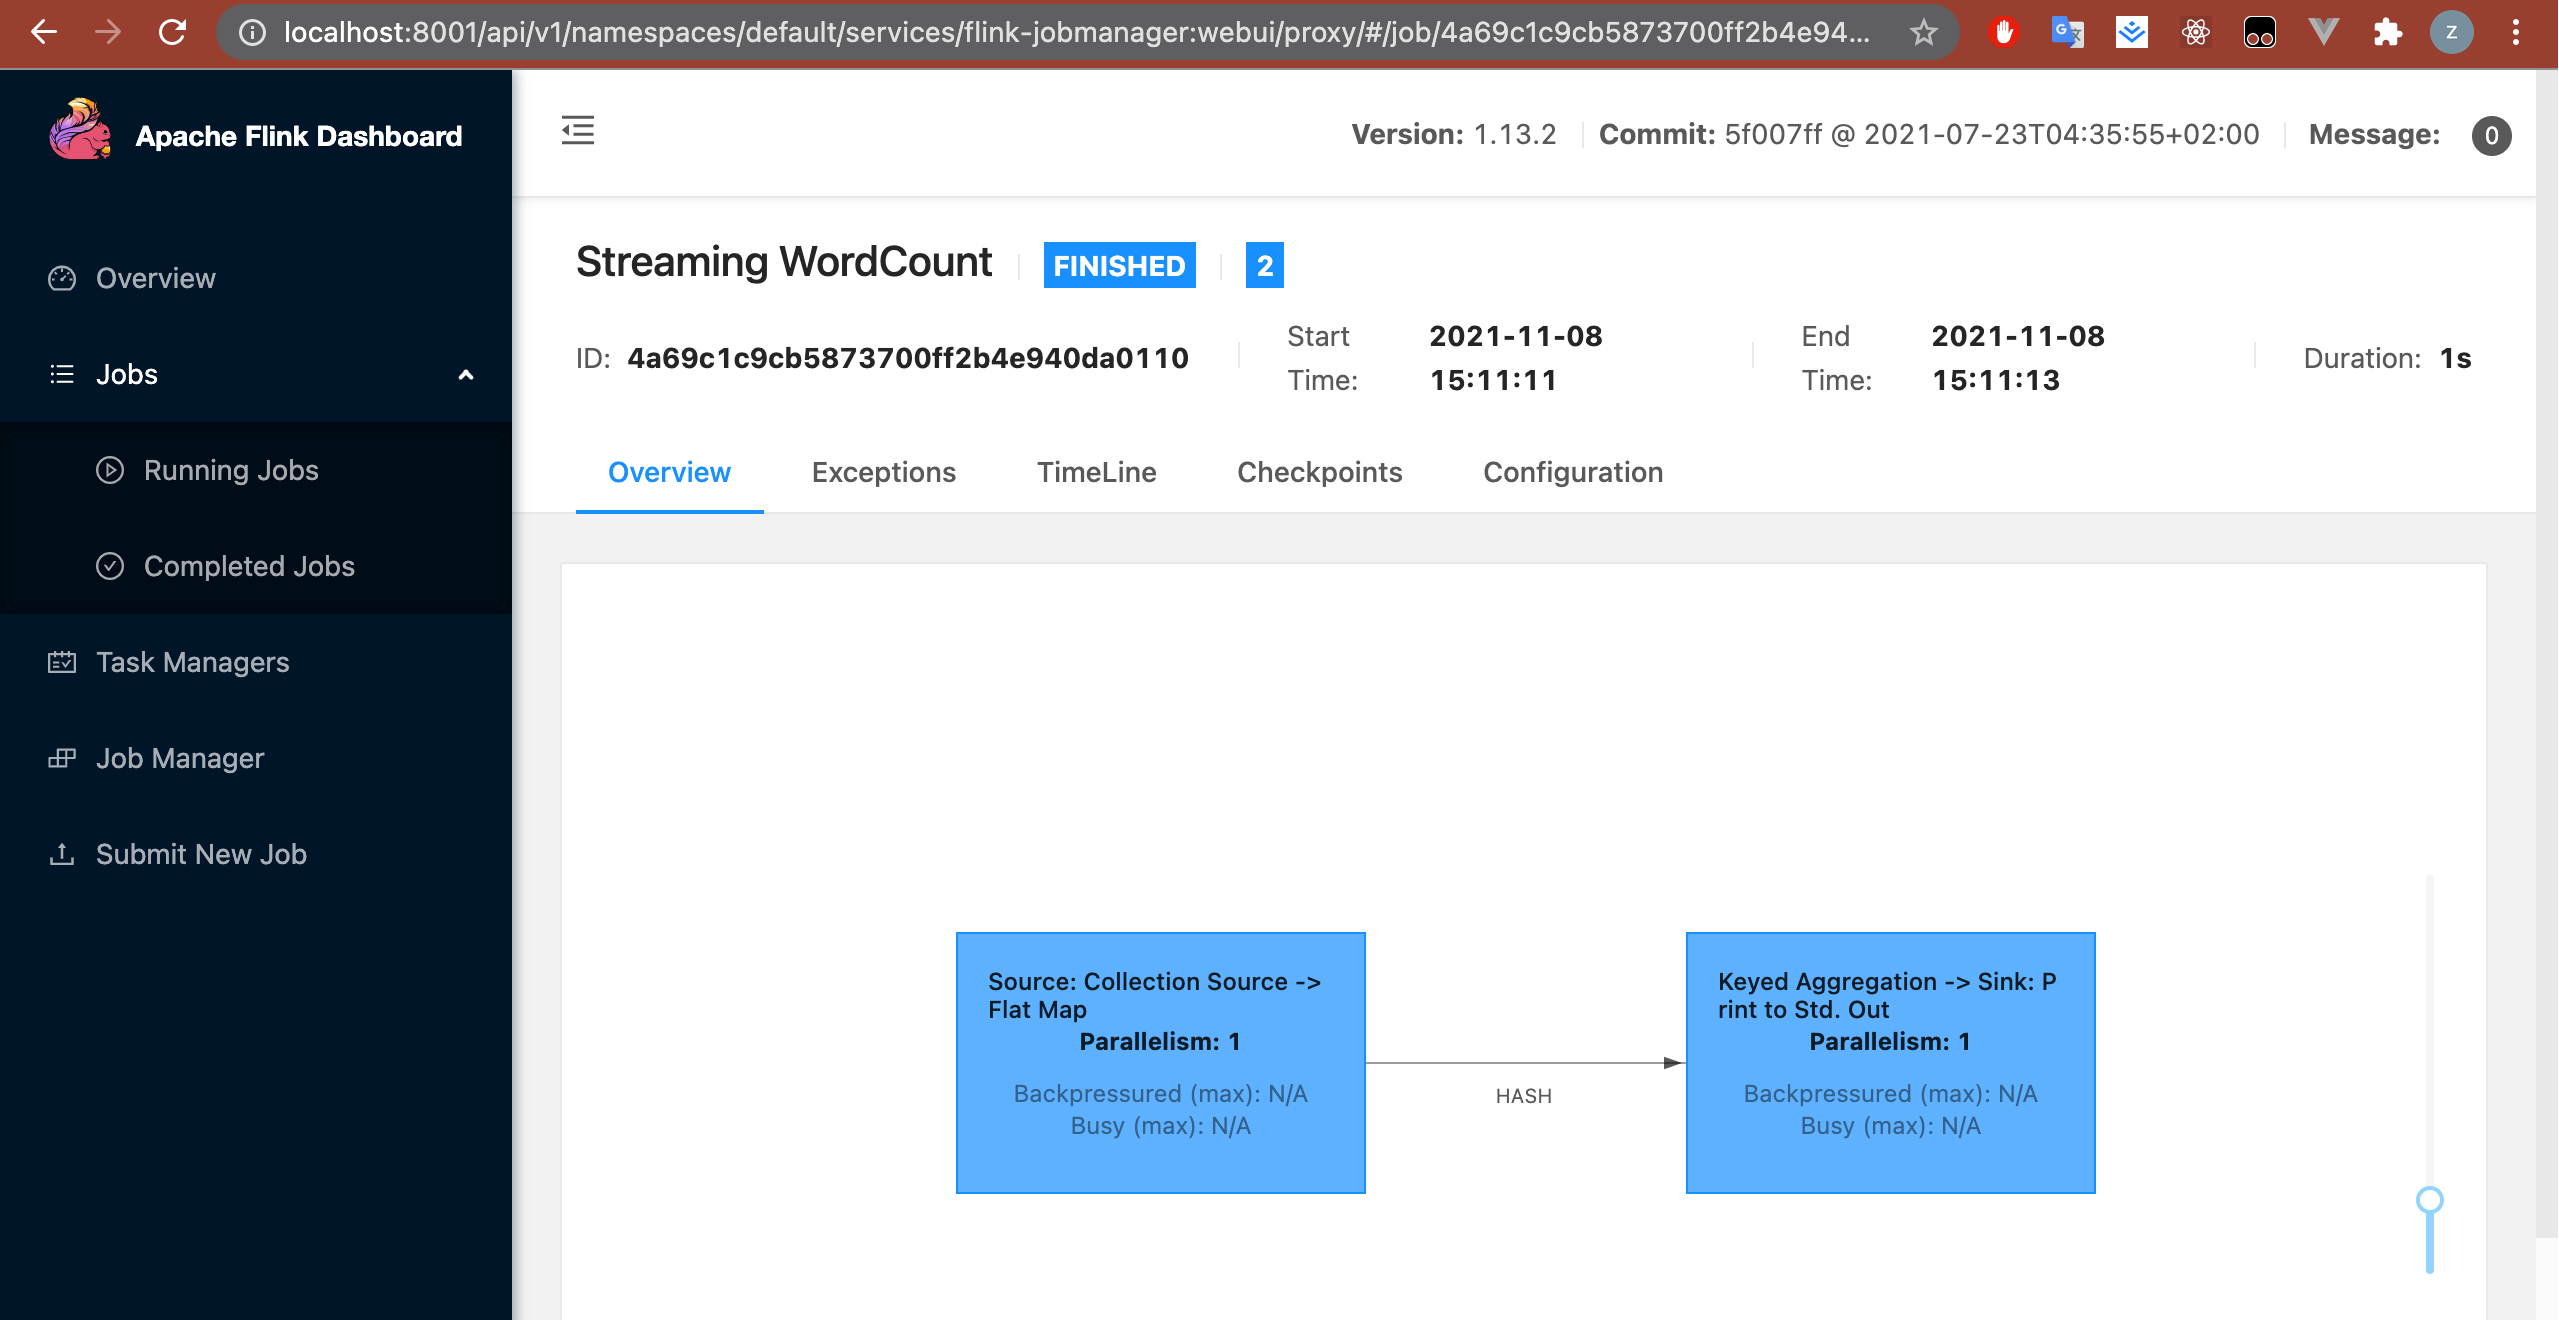 localhost:8001/api/v1/namespaces/default/services/flink-jobmanager:webui/proxy/#/job/4a69c1c9cb5873700ff2b4e94...
Z
Apache Flink Dashboard
Version: 1.13.2 Commit: 5f007ff @ 2021-07-23T04:35:55+02:00 Message: 0
Overview
Jobs
Running Jobs
Completed Jobs
Task Managers
Job Manager
Submit New Job
Streaming WordCount FINISHED 2
ID: 4a69c1c9cb5873700ff2b4e940da0110
Start Time: 2021-11-08 15:11:11
End Time: 2021-11-08 15:11:13
Duration: 1s
Overview Exceptions TimeLine Checkpoints Configuration
Source: Collection Source ->
Flat Map
Parallelism: 1
Backpressured (max): N/A
Busy (max): N/A
HASH
Keyed Aggregation -> Sink: P
rint to Std. Out
Parallelism: 1
Backpressured (max): N/A
Busy (max): N/A